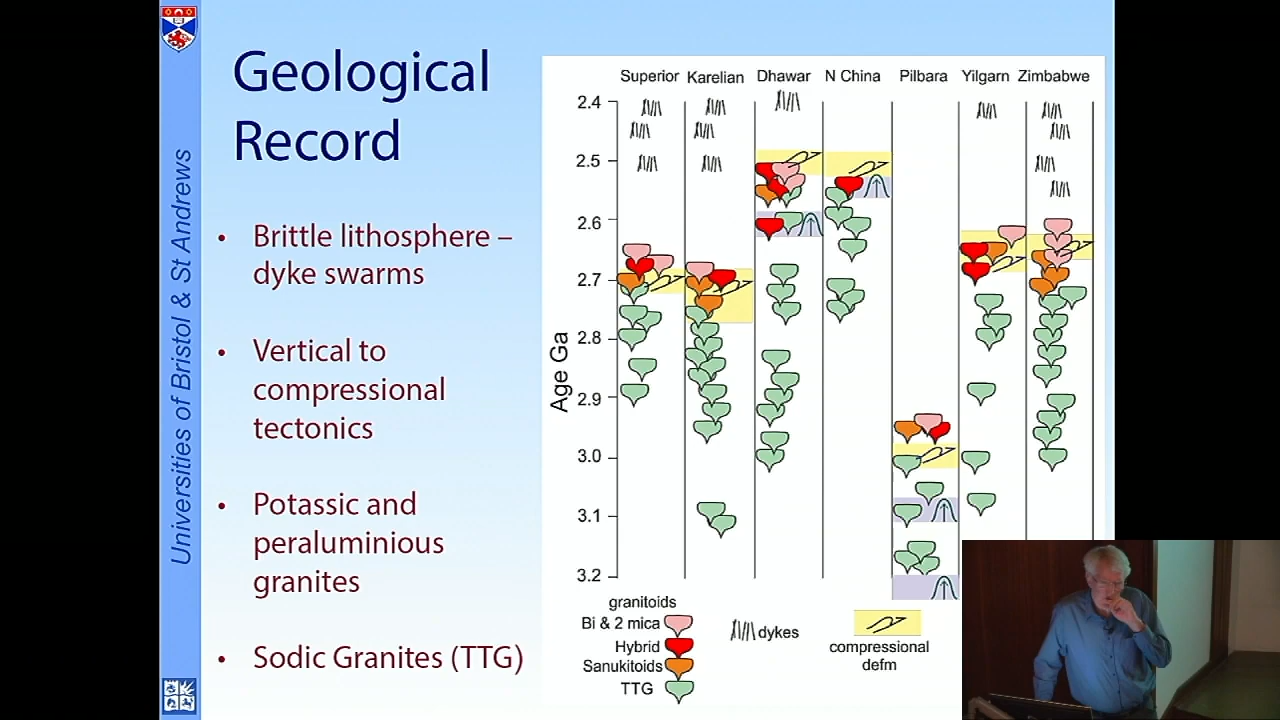 Universities of Bristol & St Andrews
Geological
Record
• Brittle lithosphere –
dyke swarms
• Vertical to
compressional
tectonics
• Potassic and
peraluminious
granites
• Sodic Granites (TTG)
Superior Karelian Dhawar N China Pilbara Yilgarn Zimbabwe
2.4
2.5
2.6
2.7
2.8
2.9
3.0
3.1
3.2
Age Ga
granitoids
Bi & 2 mica
Hybrid
Sanukitoids
TTG
dykes
compressional
defm